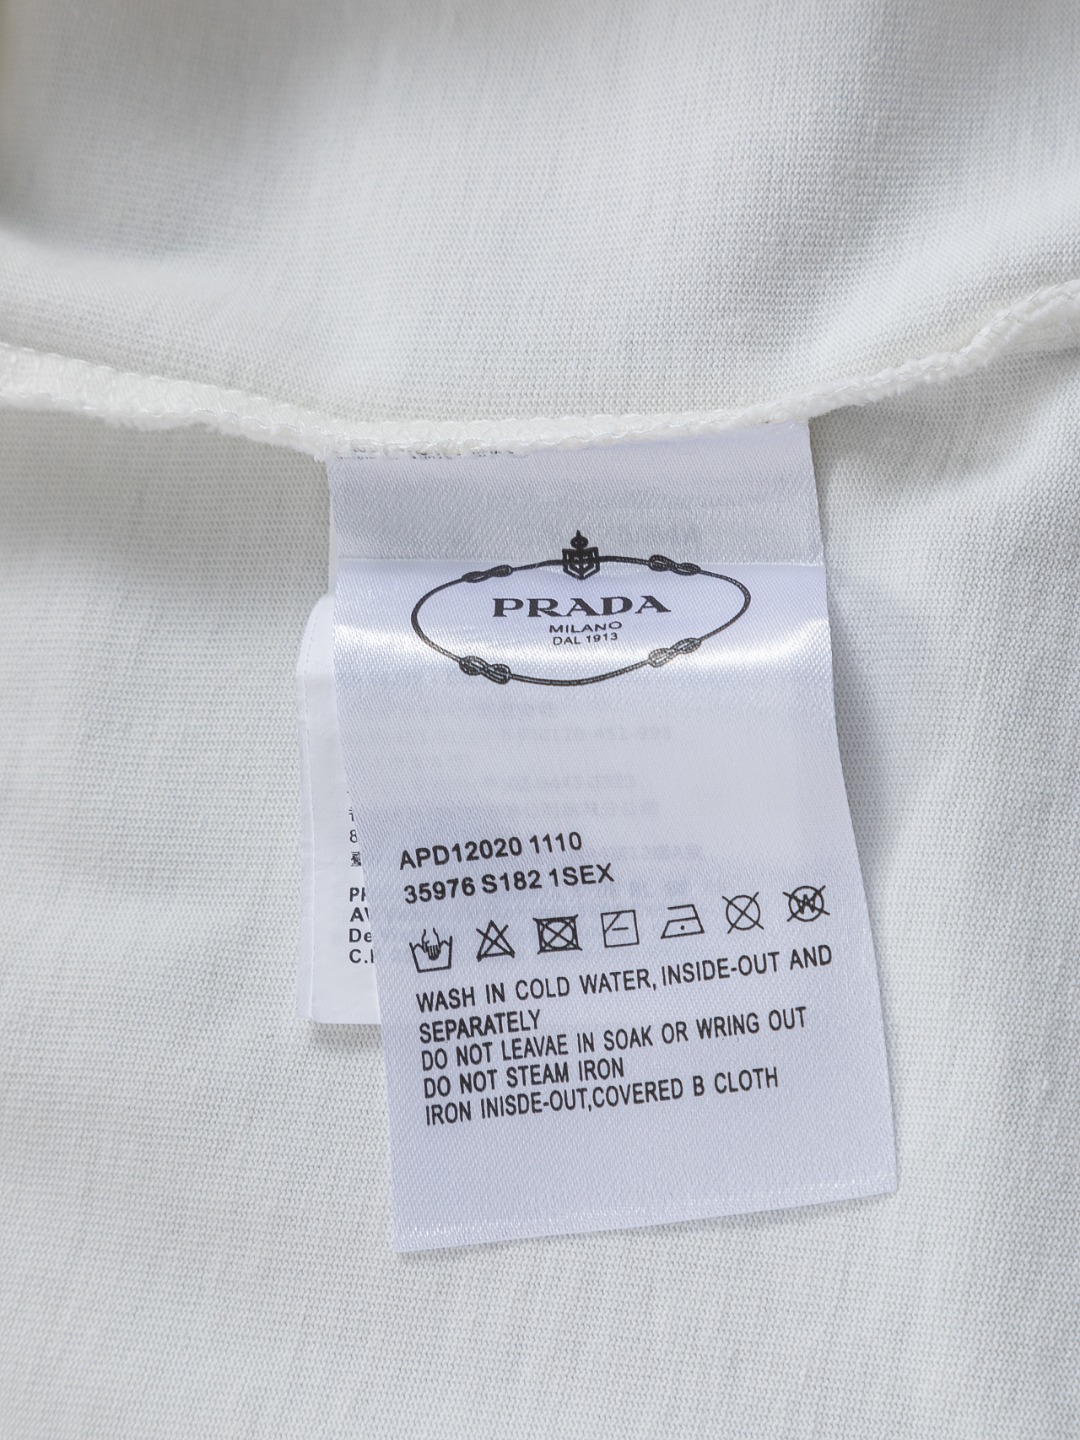 PRADA
MILANO
DAL 1913
APD12020 1110
35976 S182 1SEX
WASH IN COLD WATER, INSIDE-OUT AND
SEPARATELY
DO NOT LEAVAE IN SOAK OR WRING OUT
DO NOT STEAM IRON
IRON INISDE-OUT,COVERED B CLOTH